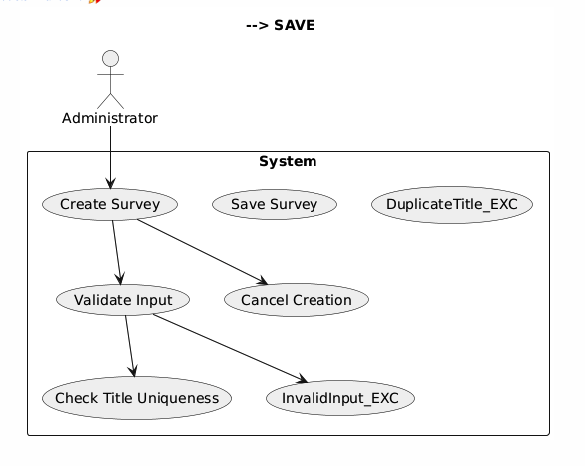 --> SAVE
Administrator
System
Create Survey
Save Survey
DuplicateTitle_EXC
Validate Input
Cancel Creation
Check Title Uniqueness
InvalidInput_EXC